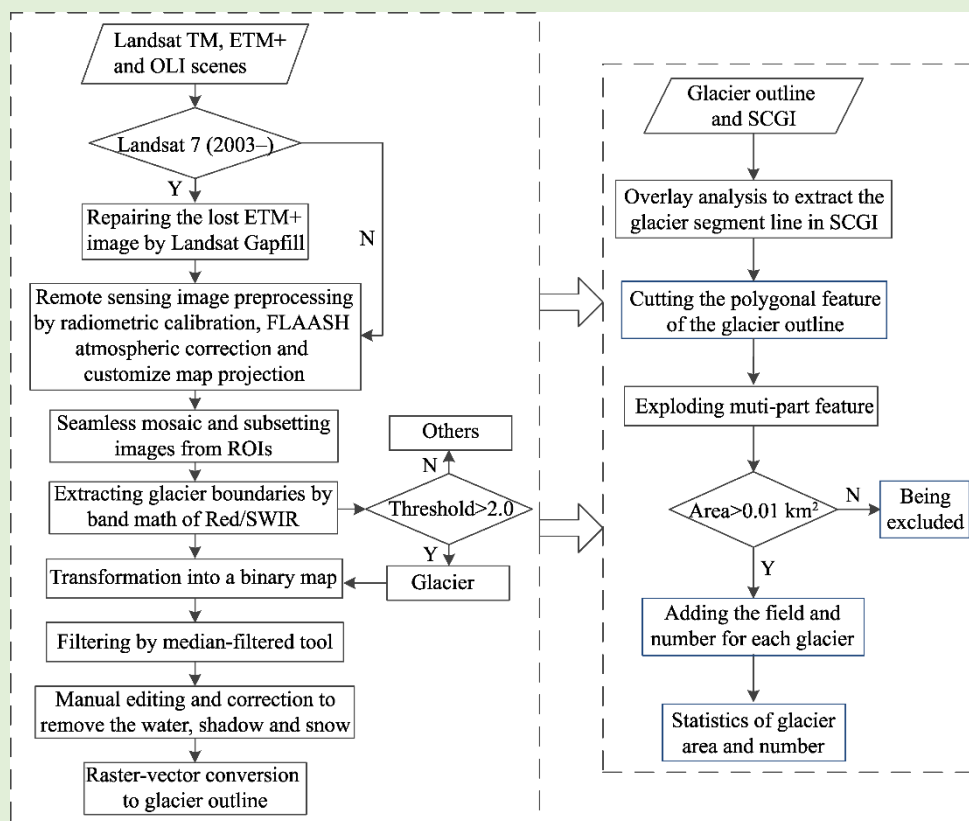 Landsat TM, ETM+
and OLI scenes
Landsat 7 (2003–)
Y
N
Repairing the lost ETM+
image by Landsat Gapfill
Remote sensing image preprocessing
by radiometric calibration, FLAASH
atmospheric correction and
customize map projection
Seamless mosaic and subsetting
images from ROIs
Extracting glacier boundaries by
band math of Red/SWIR
Others
N
Threshold>2.0
Y
Glacier
Transformation into a binary map
Filtering by median-filtered tool
Manual editing and correction to
remove the water, shadow and snow
Raster-vector conversion
to glacier outline
Glacier outline
and SCGI
Overlay analysis to extract the
glacier segment line in SCGI
Cutting the polygonal feature
of the glacier outline
Exploding muti-part feature
Area>0.01 km²
N
Being
excluded
Y
Adding the field and
number for each glacier
Statistics of glacier
area and number